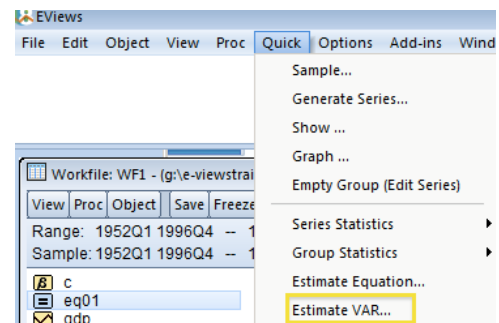 EViews
File Edit Object View Proc Quick Options Add-ins Wind
Sample...
Generate Series...
Show ...
Graph ...
Empty Group (Edit Series)
Series Statistics
Group Statistics
Estimate Equation...
Estimate VAR...
Workfile: WF1 - (g:\e-viewstrai
View Proc Object Save Freeze
Range: 1952Q1 1996Q4 -- 1
Sample: 1952Q1 1996Q4 -- 1
β c
eq01
gdp